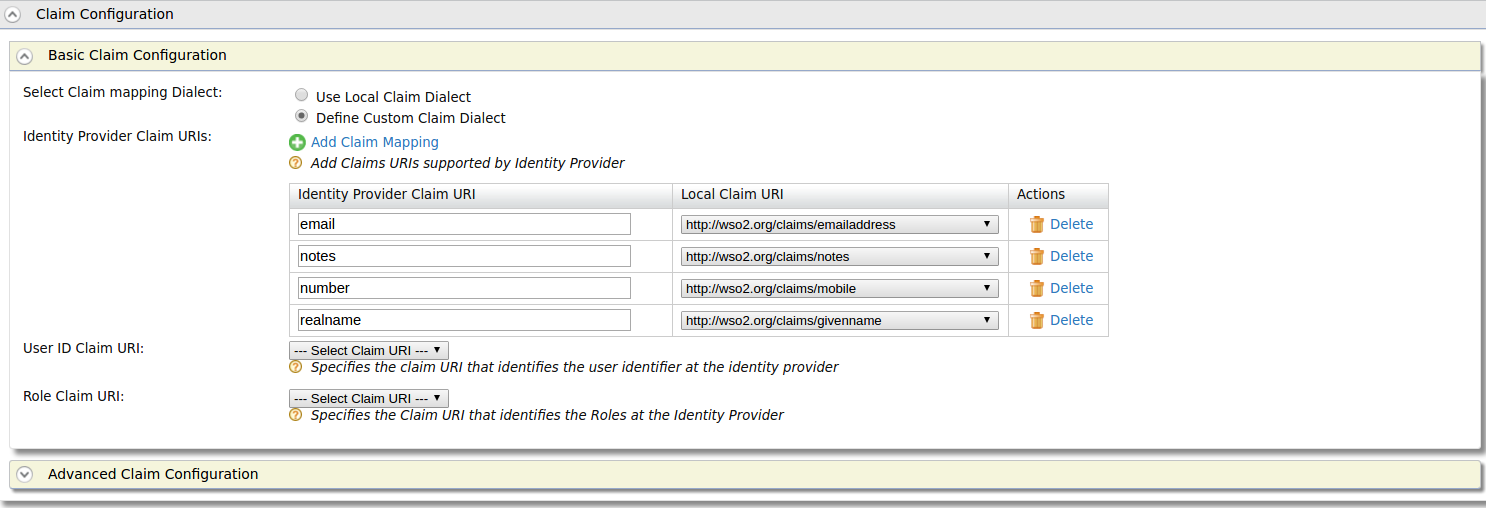 Claim Configuration
Basic Claim Configuration
Select Claim mapping Dialect:
Use Local Claim Dialect
Define Custom Claim Dialect
Identity Provider Claim URIs:
Add Claim Mapping
Add Claims URIs supported by Identity Provider
Identity Provider Claim URI Local Claim URI Actions
email http://wso2.org/claims/emailaddress Delete
notes http://wso2.org/claims/notes Delete
number http://wso2.org/claims/mobile Delete
realname http://wso2.org/claims/givenname Delete
User ID Claim URI: --- Select Claim URI ---
Specifies the claim URI that identifies the user identifier at the identity provider
Role Claim URI: --- Select Claim URI ---
Specifies the Claim URI that identifies the Roles at the Identity Provider
Advanced Claim Configuration